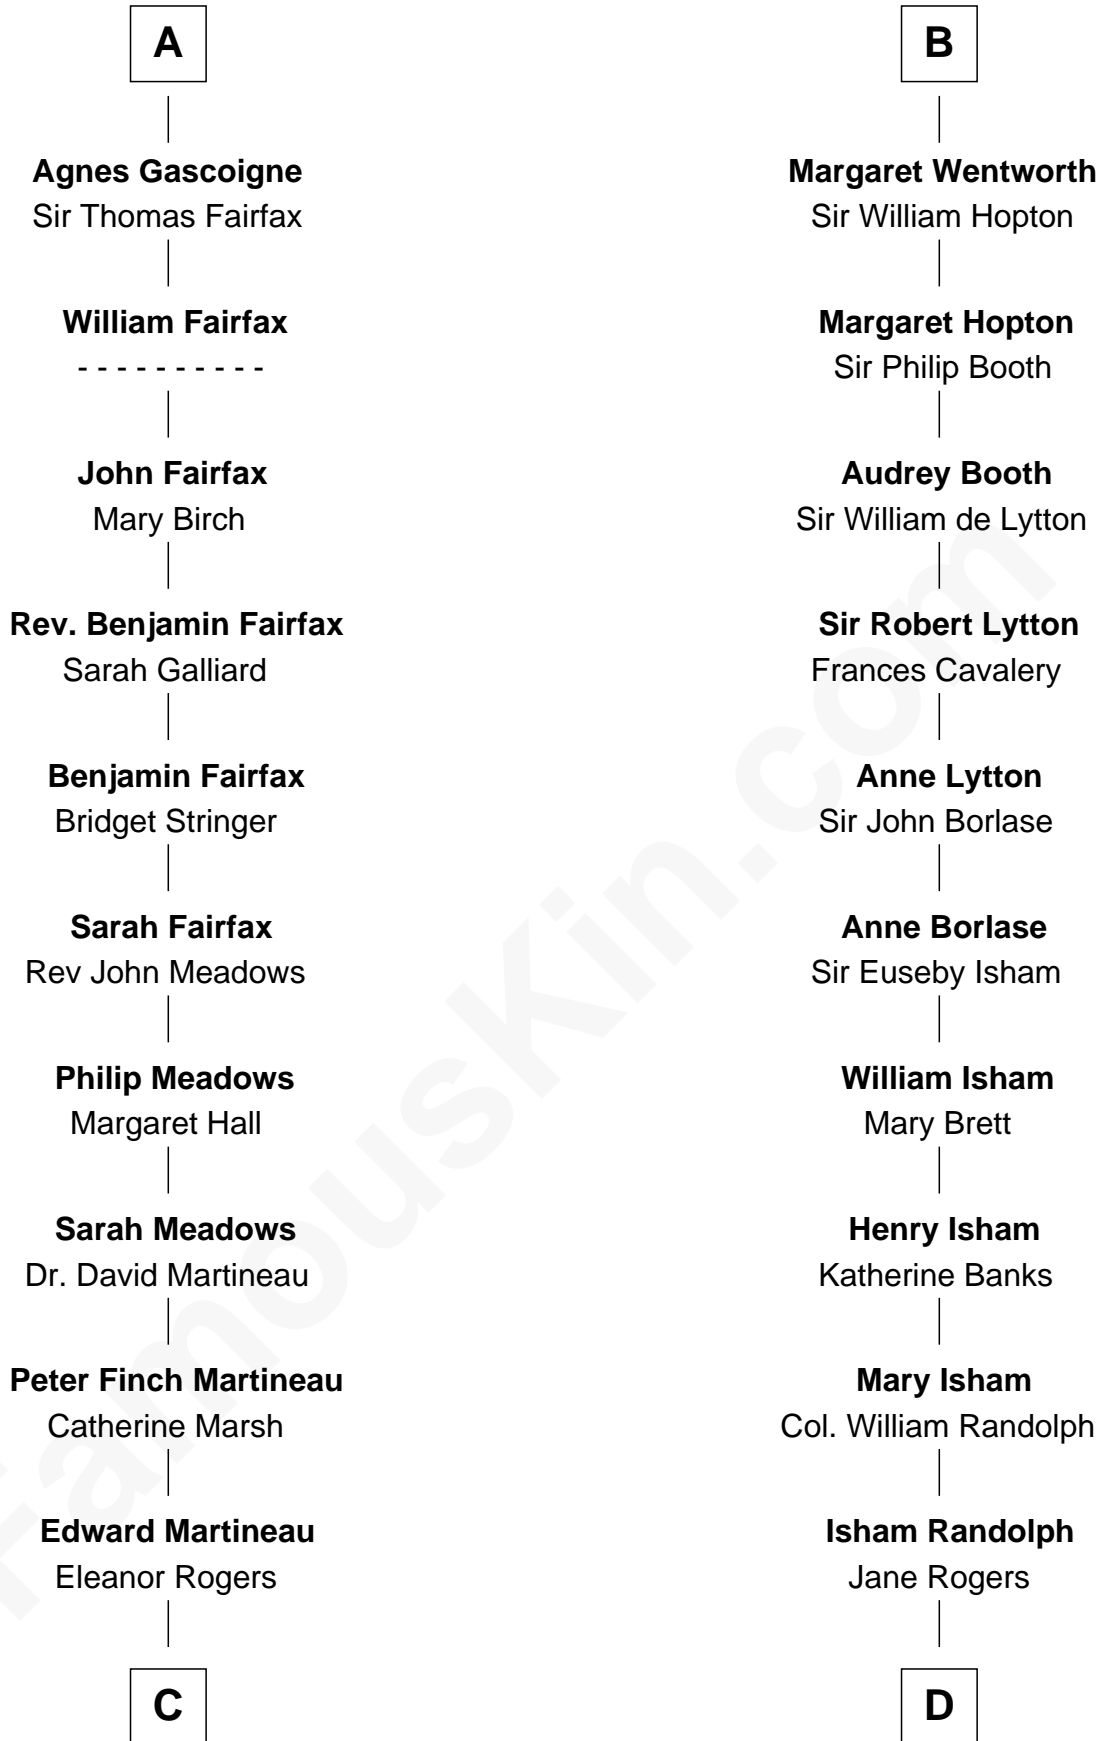 A
Agnes Gascoigne
Sir Thomas Fairfax
William Fairfax
- - - - - - - - - -
John Fairfax
Mary Birch
Rev. Benjamin Fairfax
Sarah Galliard
Benjamin Fairfax
Bridget Stringer
Sarah Fairfax
Rev John Meadows
Philip Meadows
Margaret Hall
Sarah Meadows
Dr. David Martineau
Peter Finch Martineau
Catherine Marsh
Edward Martineau
Eleanor Rogers
C
B
Margaret Wentworth
Sir William Hopton
Margaret Hopton
Sir Philip Booth
Audrey Booth
Sir William de Lytton
Sir Robert Lytton
Frances Cavalery
Anne Lytton
Sir John Borlase
Anne Borlase
Sir Euseby Isham
William Isham
Mary Brett
Henry Isham
Katherine Banks
Mary Isham
Col. William Randolph
Isham Randolph
Jane Rogers
D
FamousKin.com